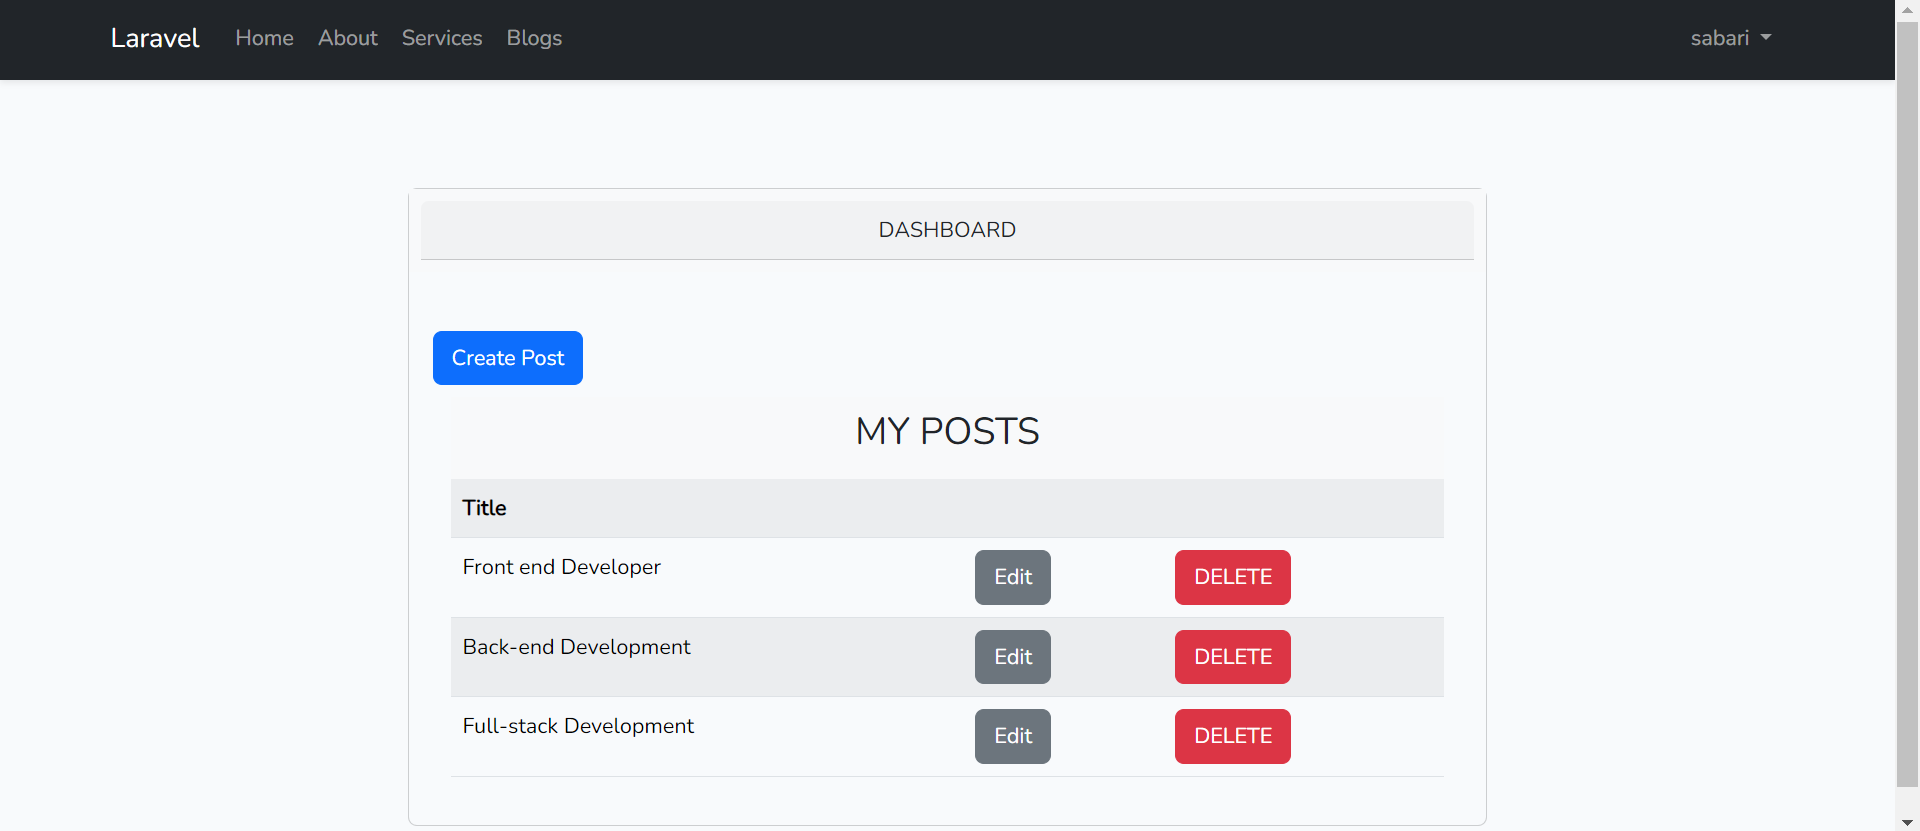 Laravel Home About Services Blogs sabari
DASHBOARD
Create Post
MY POSTS
Title
Front end Developer Edit DELETE
Back-end Development Edit DELETE
Full-stack Development Edit DELETE